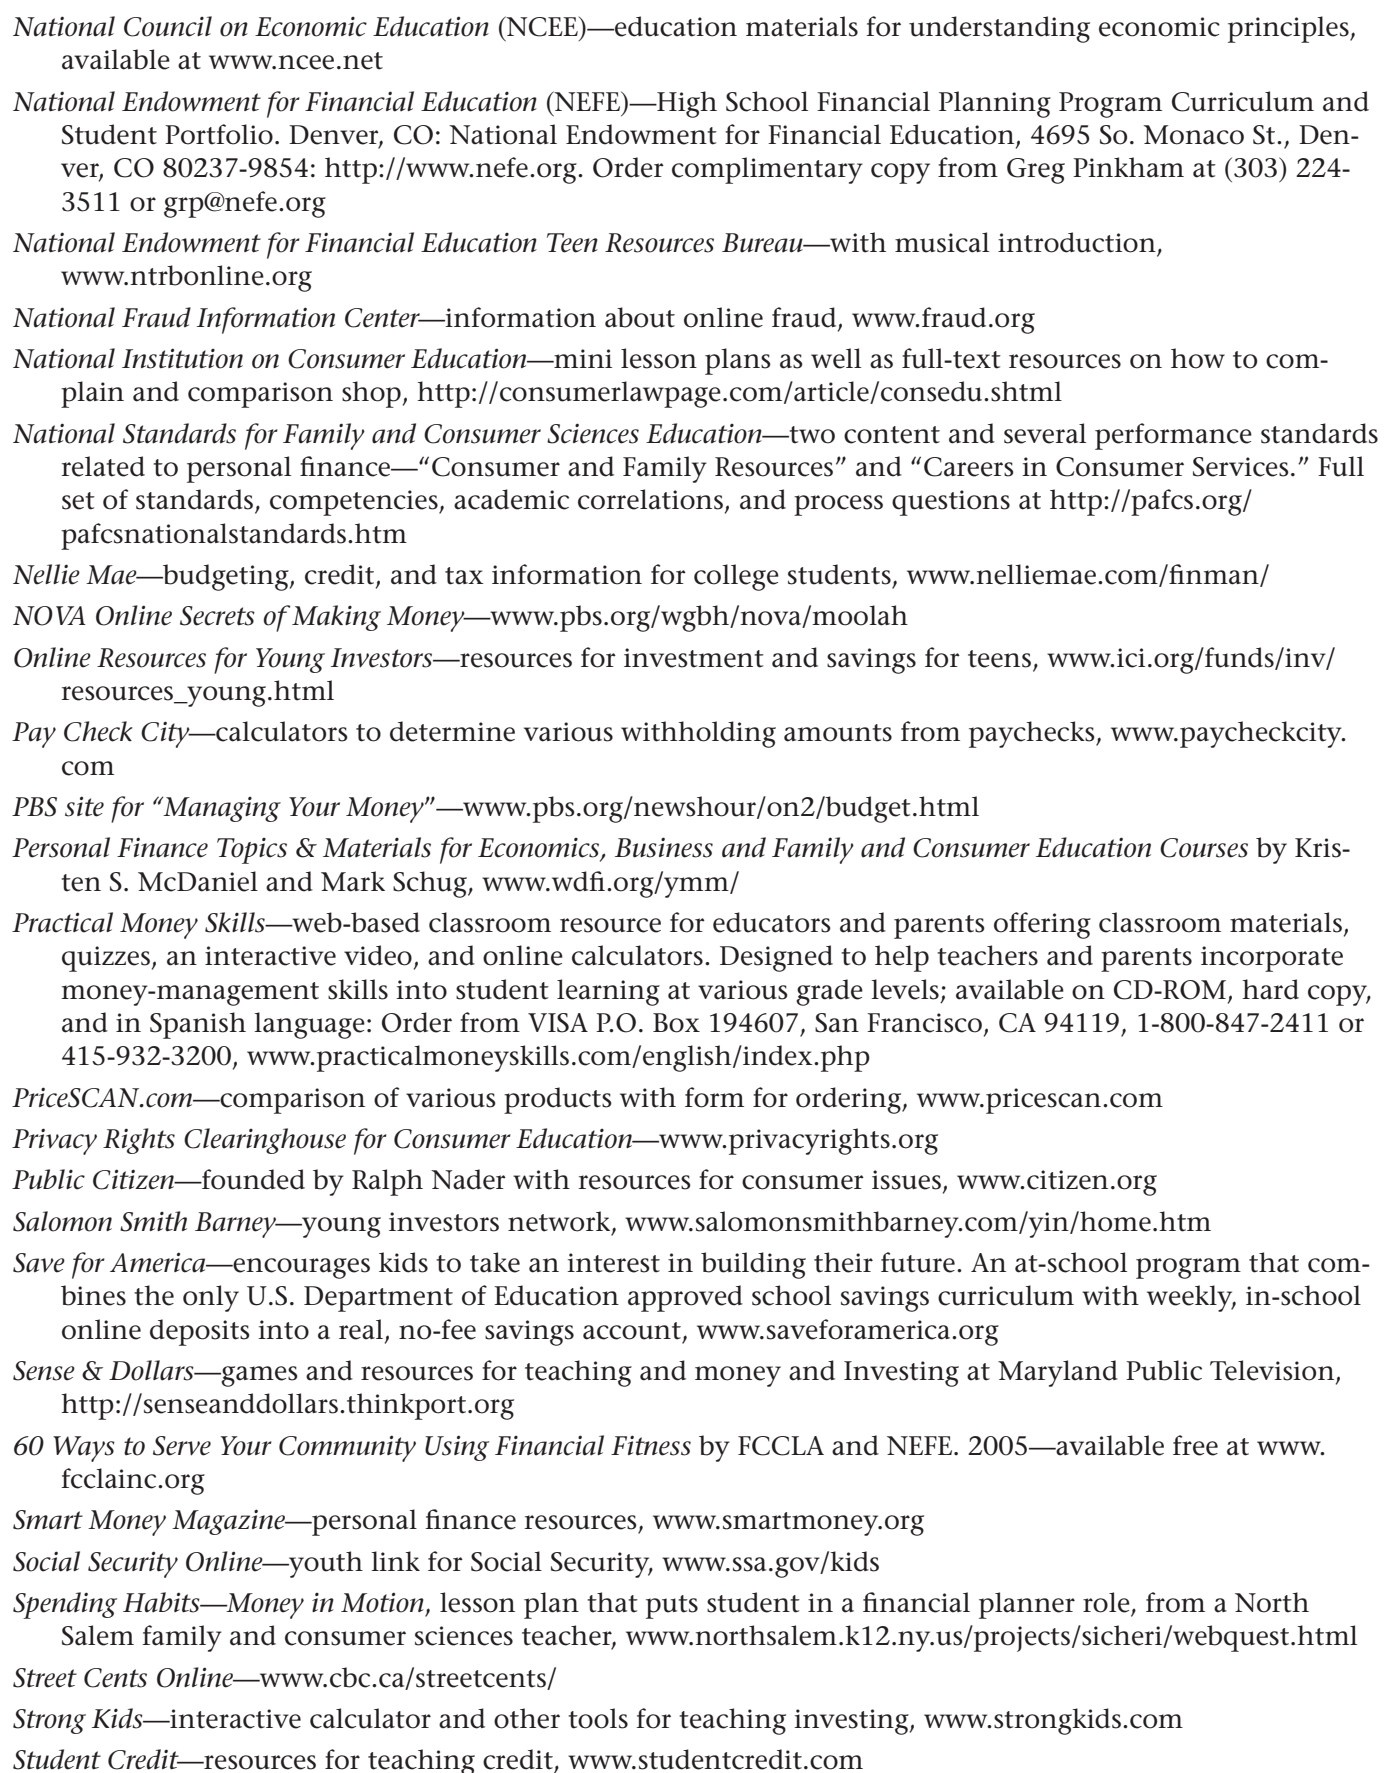 National Council on Economic Education (NCEE)—education materials for understanding economic principles,
available at www.ncee.net
National Endowment for Financial Education (NEFE)—High School Financial Planning Program Curriculum and
Student Portfolio. Denver, CO: National Endowment for Financial Education, 4695 So. Monaco St., Den-
ver, CO 80237-9854: http://www.nefe.org. Order complimentary copy from Greg Pinkham at (303) 224-
3511 or grp@nefe.org
National Endowment for Financial Education Teen Resources Bureau—with musical introduction,
www.ntrbonline.org
National Fraud Information Center—information about online fraud, www.fraud.org
National Institution on Consumer Education—mini lesson plans as well as full-text resources on how to com-
plain and comparison shop, http://consumerlawpage.com/article/consedu.shtml
National Standards for Family and Consumer Sciences Education—two content and several performance standards
related to personal finance—“Consumer and Family Resources” and “Careers in Consumer Services.” Full
set of standards, competencies, academic correlations, and process questions at http://pafcs.org/
pafcsnationalstandards.htm
Nellie Mae—budgeting, credit, and tax information for college students, www.nelliemae.com/finman/
NOVA Online Secrets of Making Money—www.pbs.org/wgbh/nova/moolah
Online Resources for Young Investors—resources for investment and savings for teens, www.ici.org/funds/inv/
resources_young.html
Pay Check City—calculators to determine various withholding amounts from paychecks, www.paycheckcity.
com
PBS site for “Managing Your Money”—www.pbs.org/newshour/on2/budget.html
Personal Finance Topics & Materials for Economics, Business and Family and Consumer Education Courses by Kris-
ten S. McDaniel and Mark Schug, www.wdfi.org/ymm/
Practical Money Skills—web-based classroom resource for educators and parents offering classroom materials,
quizzes, an interactive video, and online calculators. Designed to help teachers and parents incorporate
money-management skills into student learning at various grade levels; available on CD-ROM, hard copy,
and in Spanish language: Order from VISA P.O. Box 194607, San Francisco, CA 94119, 1-800-847-2411 or
415-932-3200, www.practicalmoneyskills.com/english/index.php
PriceSCAN.com—comparison of various products with form for ordering, www.pricescan.com
Privacy Rights Clearinghouse for Consumer Education—www.privacyrights.org
Public Citizen—founded by Ralph Nader with resources for consumer issues, www.citizen.org
Salomon Smith Barney—young investors network, www.salomonsmithbarney.com/yin/home.htm
Save for America—encourages kids to take an interest in building their future. An at-school program that com-
bines the only U.S. Department of Education approved school savings curriculum with weekly, in-school
online deposits into a real, no-fee savings account, www.saveforamerica.org
Sense & Dollars—games and resources for teaching and money and Investing at Maryland Public Television,
http://senseanddollars.thinkport.org
60 Ways to Serve Your Community Using Financial Fitness by FCCLA and NEFE. 2005—available free at www.
fcclainc.org
Smart Money Magazine—personal finance resources, www.smartmoney.org
Social Security Online—youth link for Social Security, www.ssa.gov/kids
Spending Habits—Money in Motion, lesson plan that puts student in a financial planner role, from a North
Salem family and consumer sciences teacher, www.northsalem.k12.ny.us/projects/sicheri/webquest.html
Street Cents Online—www.cbc.ca/streetcents/
Strong Kids—interactive calculator and other tools for teaching investing, www.strongkids.com
Student Credit—resources for teaching credit, www.studentcredit.com